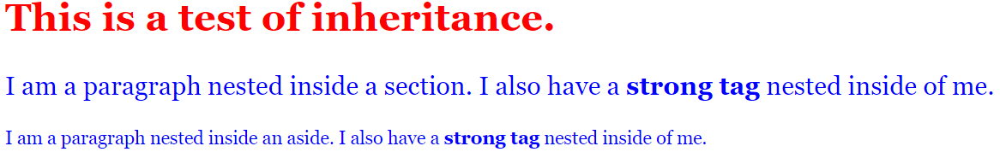 This is a test of inheritance.
I am a paragraph nested inside a section. I also have a strong tag nested inside of me.
I am a paragraph nested inside an aside. I also have a strong tag nested inside of me.